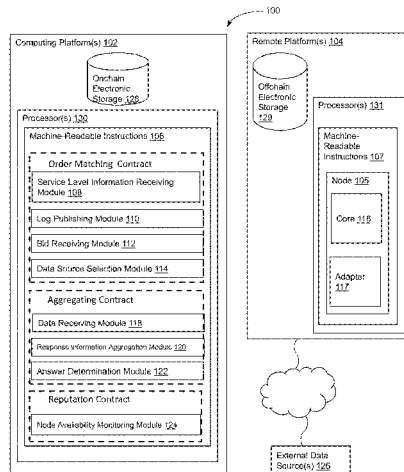 100
Computing Platform(s) 102
Onchain
Electronic
Storage 128
Processor(s) 130
Machine-Readable Instructions 106
Order Matching Contract
Service Level Information Receiving
Module 108
Log Publishing Module 110
Bid Receiving Module 112
Data Source Selection Module 114
Aggregating Contract
Data Receiving Module 118
Response Information Aggregation Module 120
Answer Determination Module 122
Reputation Contract
Node Availability Monitoring Module 124
Remote Platform(s) 104
Offchain
Electronic
Storage
129
Processor(s) 131
Machine-
Readable
Instructions 107
Node 105
Core 116
Adapter
117
External Data
Source(s) 126